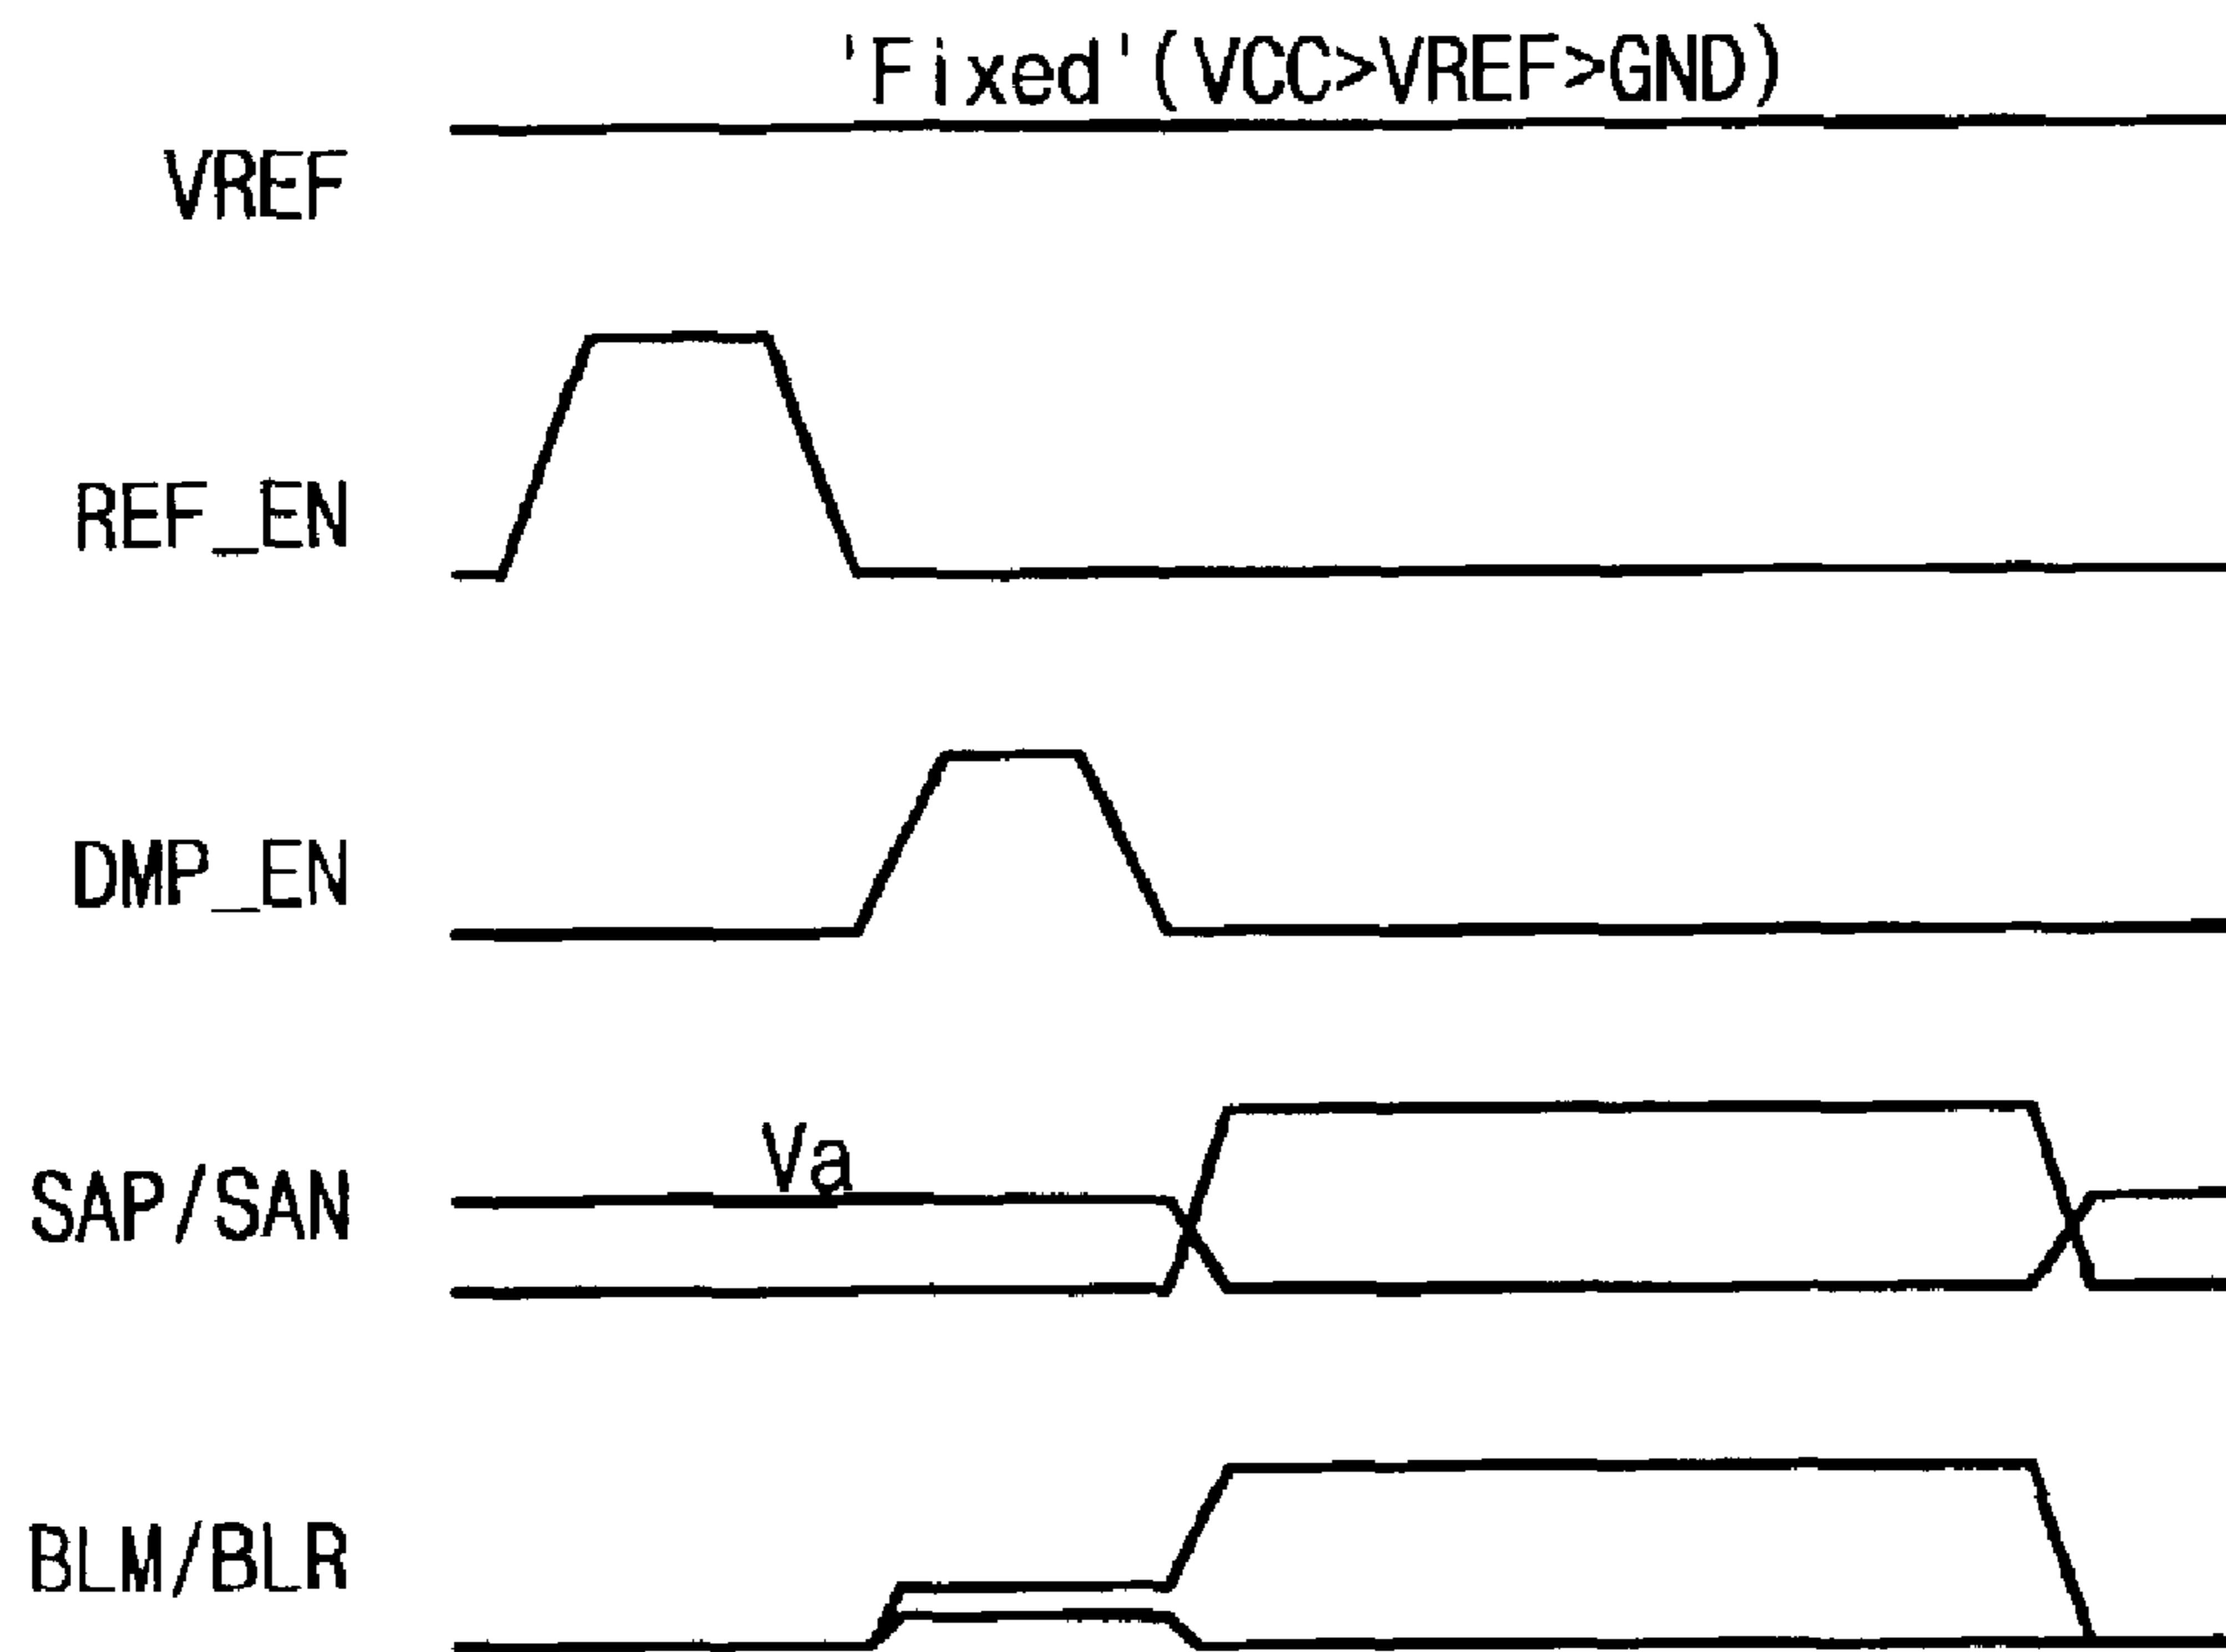 'Fixed'(VCC>VREF>GND)
VREF
REF_EN
DMP_EN
Va
SAP/SAN
BLM/BLR